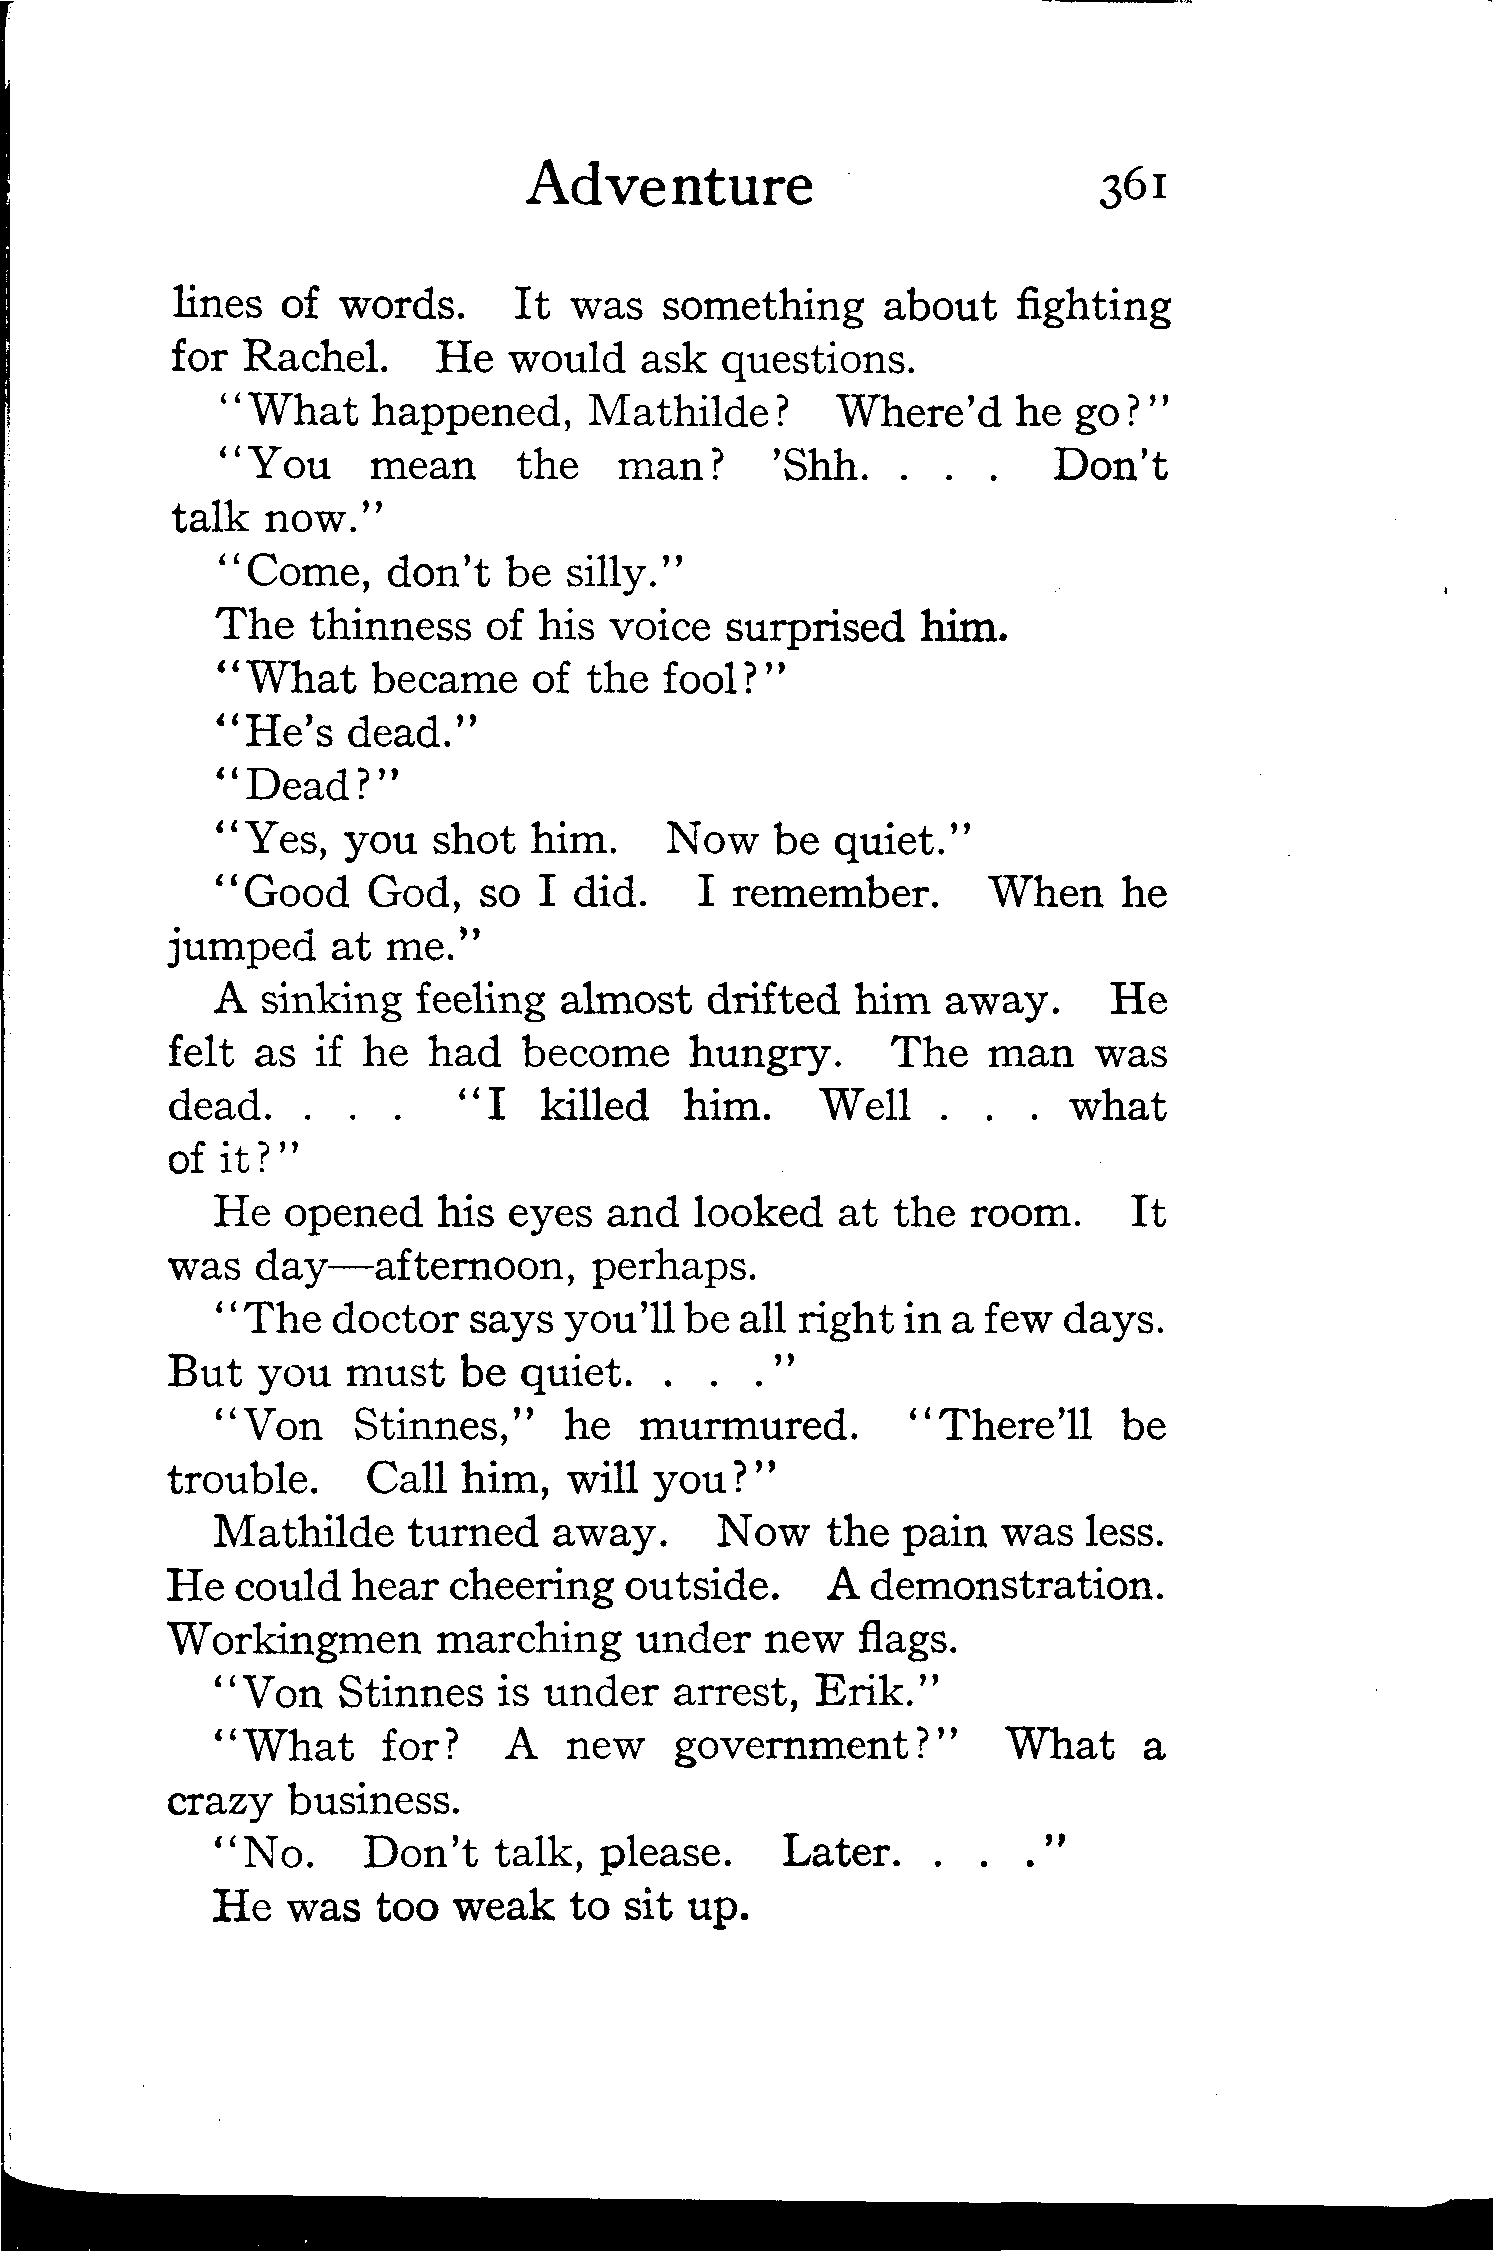 Adventure 361
lines of words. It was something about fighting
for Rachel. He would ask questions.
"What happened, Mathilde? Where'd he go?"
"You mean the man? 'Shh. . . . Don't
talk now."
"Come, don't be silly."
The thinness of his voice surprised him.
"What became of the fool?"
"He's dead."
"Dead?"
"Yes, you shot him. Now be quiet."
"Good God, so I did. I remember. When he
jumped at me."
A sinking feeling almost drifted him away. He
felt as if he had become hungry. The man was
dead. . . . "I killed him. Well . . . what
of it?"
He opened his eyes and looked at the room. It
was day—afternoon, perhaps.
"The doctor says you'll be all right in a few days.
But you must be quiet. . . ."
"Von Stinnes," he murmured. "There'll be
trouble. Call him, will you?"
Mathilde turned away. Now the pain was less.
He could hear cheering outside. A demonstration.
Workingmen marching under new flags.
"Von Stinnes is under arrest, Erik."
"What for? A new government?" What a
crazy business.
"No. Don't talk, please. Later. . . ."
He was too weak to sit up.